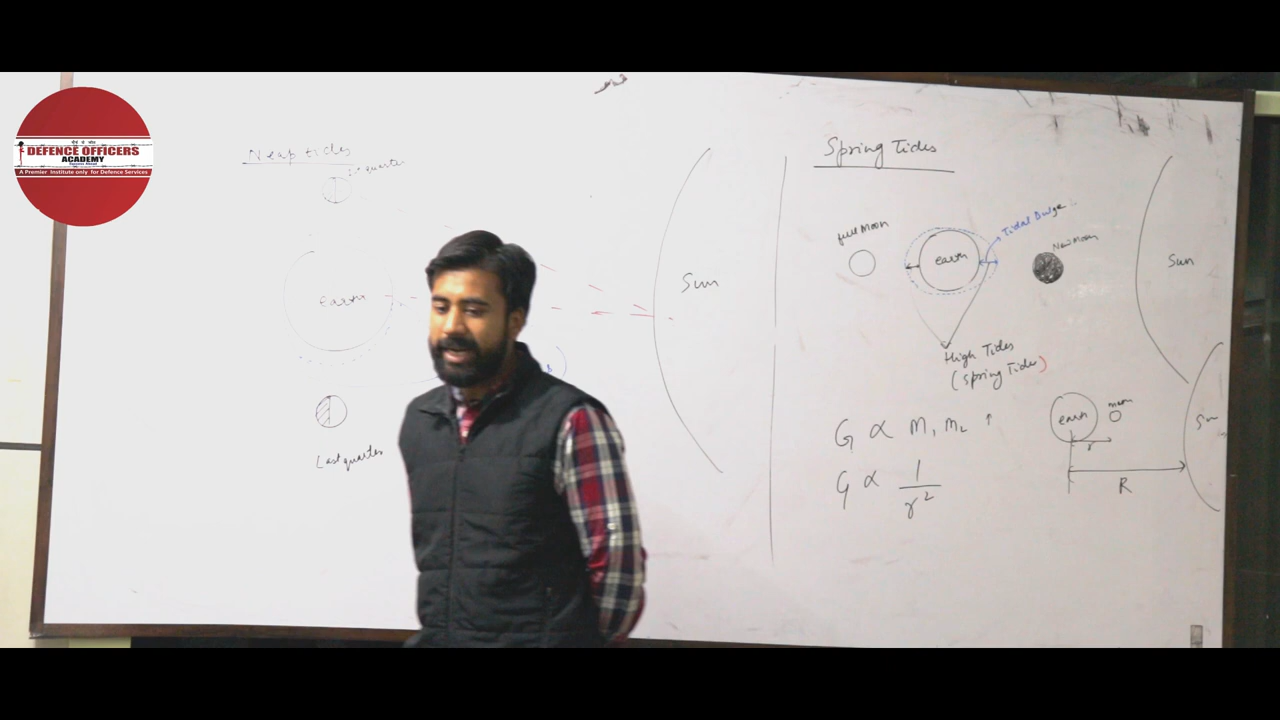 DEFENCE OFFICERS
ACADEMY
A Premier Institute only for Defence Services
Neap tides
1st quarter
earth
Sun
Last quarter
Spring Tides
full Moon
earth
Tidal Bulge
New Moon
Sun
High Tides
(Spring Tides)
G ∝ M1 M2 ↑
G ∝ 1/r²
earth
moon
r
R
Sun